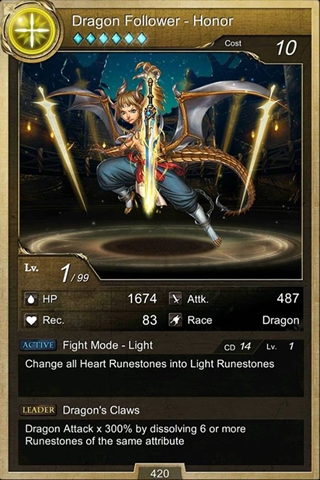 Dragon Follower - Honor
Cost 10
Lv. 1/99
HP 1674 Attk. 487
Rec. 83 Race Dragon
ACTIVE Fight Mode - Light CD 14 Lv. 1
Change all Heart Runestones into Light Runestones
LEADER Dragon's Claws
Dragon Attack x 300% by dissolving 6 or more
Runestones of the same attribute
420